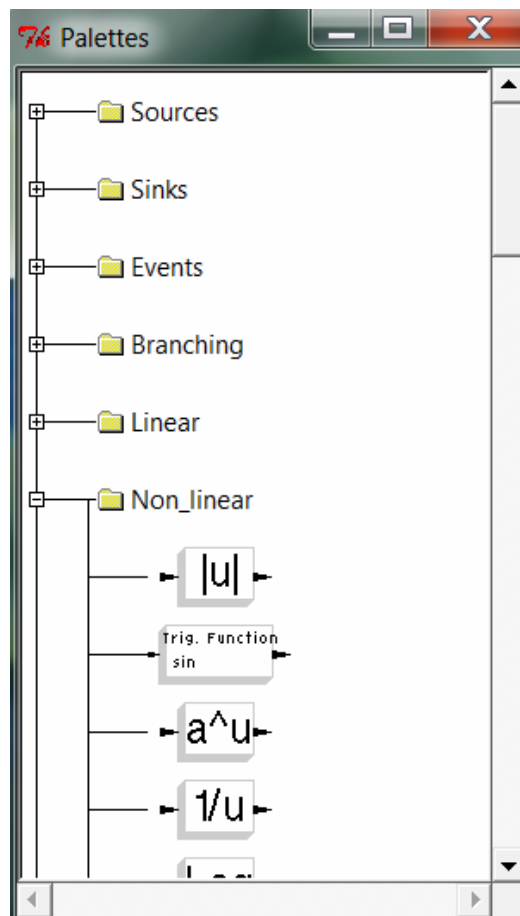 Palettes
Sources
Sinks
Events
Branching
Linear
Non_linear
|u|
Trig. Function
sin
a^u
1/u